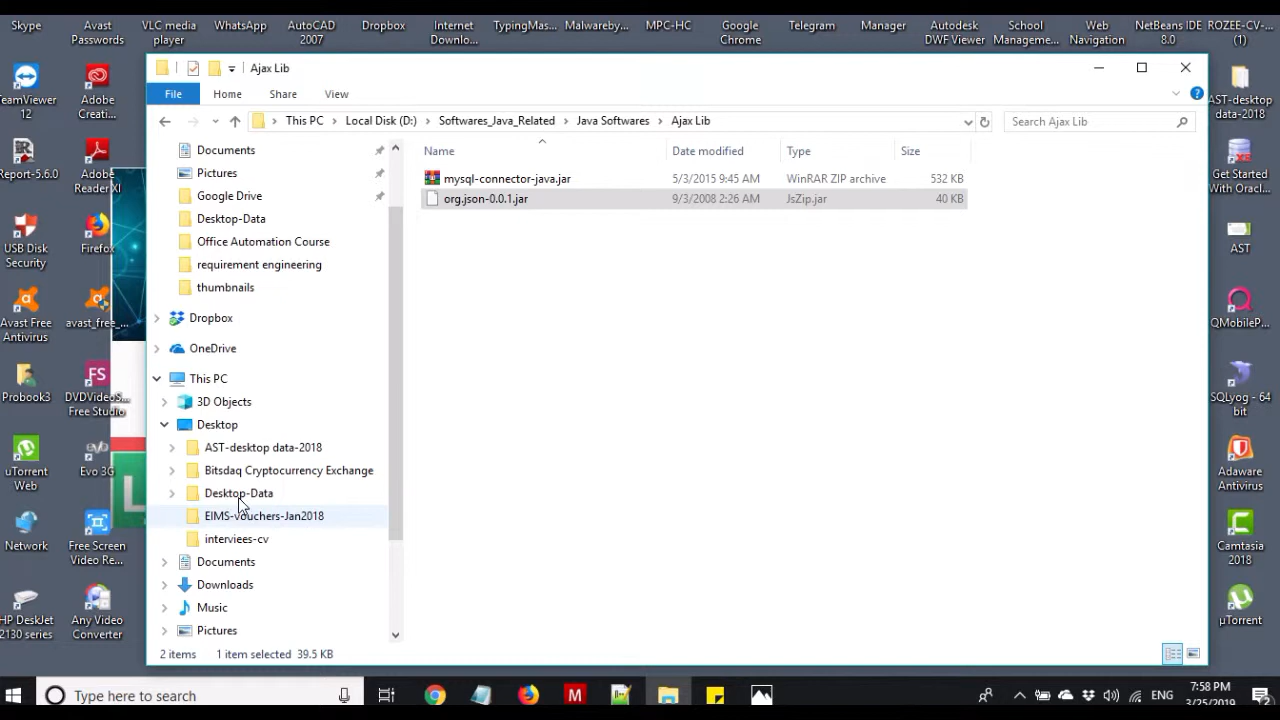 Skype
Avast Passwords
VLC media player
WhatsApp
AutoCAD 2007
Dropbox
Internet Downlo...
TypingMas...
Malwareby...
MPC-HC
Google Chrome
Telegram
Manager
Autodesk DWF Viewer
School Manageme...
Web Navigation
NetBeans IDE 8.0
ROZEE-CV-... (1)
Ajax Lib
File
Home
Share
View
This PC
Local Disk (D:)
Softwares_Java_Related
Java Softwares
Ajax Lib
Search Ajax Lib
Name
Date modified
Type
Size
mysql-connector-java.jar
5/3/2015 9:45 AM
WinRAR ZIP archive
532 KB
org.json-0.0.1.jar
9/3/2008 2:26 AM
JsZip.jar
40 KB
Documents
Pictures
Google Drive
Desktop-Data
Office Automation Course
requirement engineering
thumbnails
Dropbox
OneDrive
This PC
3D Objects
Desktop
AST-desktop data-2018
Bitsdaq Cryptocurrency Exchange
Desktop-Data
EIMS-vouchers-Jan2018
interviees-cv
Documents
Downloads
Music
Pictures
2 items
1 item selected 39.5 KB
TeamViewer 12
Adobe Creati...
Report-5.6.0
Adobe Reader XI
USB Disk Security
Firefox
Avast Free Antivirus
avast_free_...
Probook3
FS
DVDVideoS... Free Studio
uTorrent Web
Evo 3G
Network
Free Screen Video Re...
HP DeskJet 2130 series
Any Video Converter
AST-desktop data-2018
Get Started With Oracl...
AST
QMobileP...
SQLyog - 64 bit
Adaware Antivirus
Camtasia 2018
µTorrent
Type here to search
ENG
7:58 PM
3/25/2019